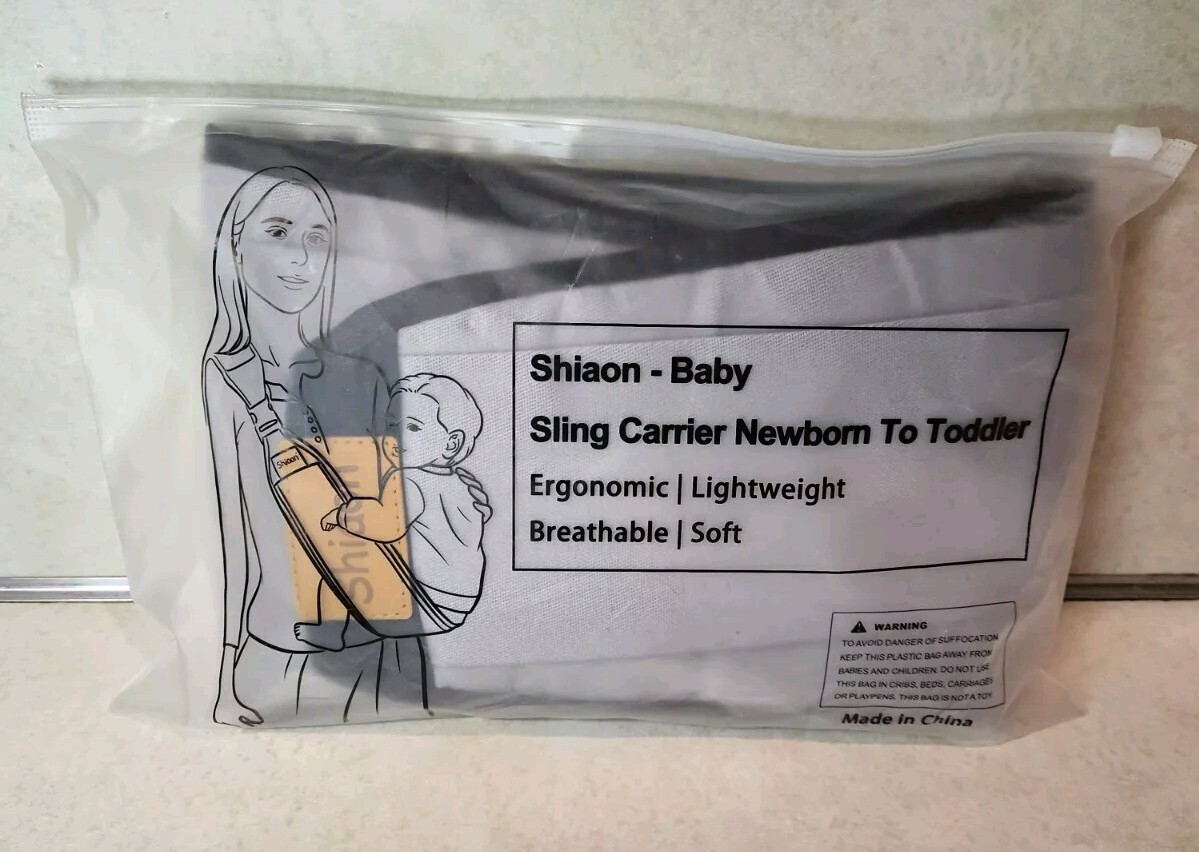 Shiaon - Baby
Sling Carrier Newborn To Toddler
Ergonomic | Lightweight
Breathable | Soft
Shiaon
Shiaon
WARNING
TO AVOID DANGER OF SUFFOCATION
KEEP THIS PLASTIC BAG AWAY FROM
BABIES AND CHILDREN. DO NOT USE
THIS BAG IN CRIBS, BEDS, CARRIAGES
OR PLAYPENS. THIS BAG IS NOT A TOY
Made in China